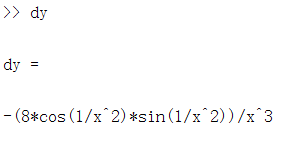 >> dy
dy =
-(8*cos(1/x^2)*sin(1/x^2))/x^3